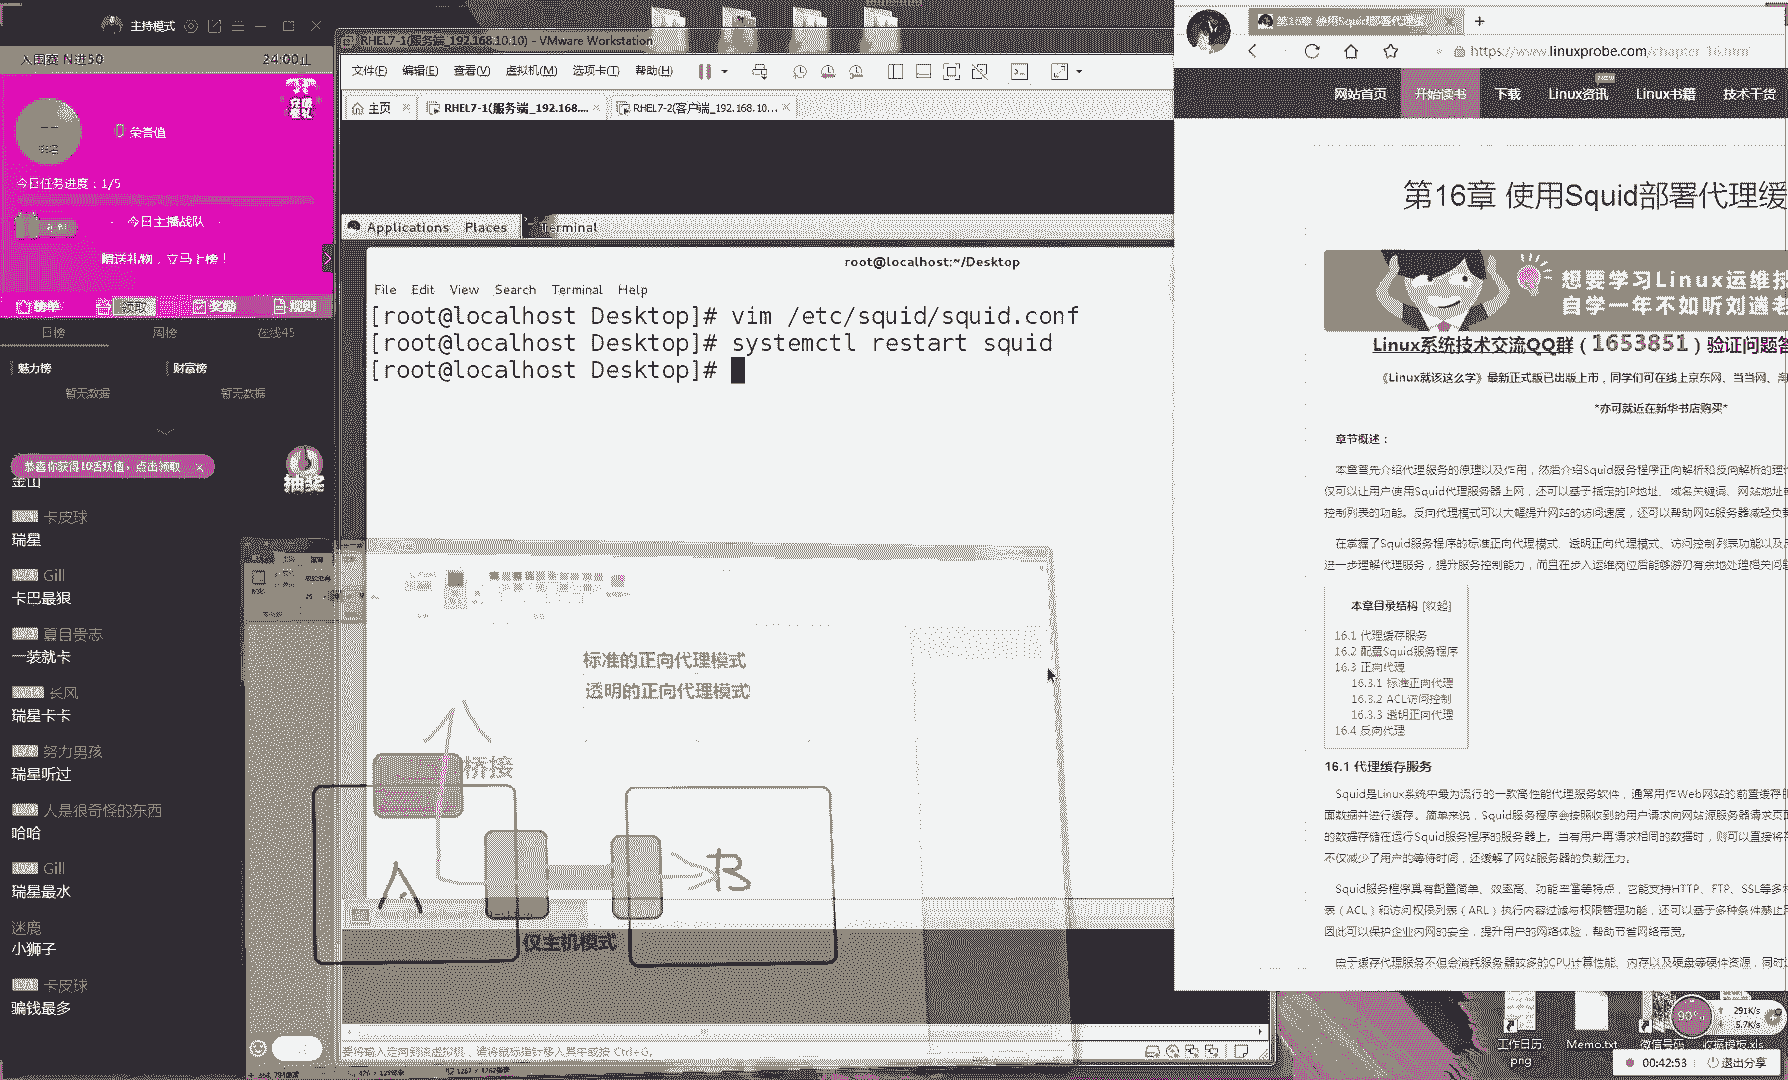 主持模式
入围赛 N进50
24:00止
荣誉值
今日任务进度：1/5
今日主播战队
赠送礼物，立马上榜！
榜单
领取
奖励
规则
日榜
周榜
在线45
魅力榜
财富榜
暂无数据
暂无数据
恭喜你获得10活跃值，点击领取
抽奖
金山
卡皮球
瑞星
Gill
卡巴最狠
夏目贵志
一装就卡
长风
瑞星卡卡
努力男孩
瑞星听过
人是很奇怪的东西
哈哈
Gill
瑞星最水
迷鹿
小狮子
卡皮球
骗钱最多
RHEL7-1(服务端_192.168.10.10) - VMware Workstation
文件(F) 编辑(E) 查看(V) 虚拟机(M) 选项卡(T) 帮助(H)
主页
RHEL7-1(服务端_192.168....
RHEL7-2(客户端_192.168.10...
Applications Places Terminal
root@localhost:~/Desktop
File Edit View Search Terminal Help
[root@localhost Desktop]# vim /etc/squid/squid.conf
[root@localhost Desktop]# systemctl restart squid
[root@localhost Desktop]#
标准的正向代理模式
透明的正向代理模式
桥接
A
B
仅主机模式
要将输入定向到该虚拟机，请将鼠标指针移入其中或按 Ctrl+G。
第16章 使用Squid部署代理缓
https://www.linuxprobe.com/chapter-16.html
网站首页
开始读书
下载
NEW
Linux资讯
Linux书籍
技术干货
第16章 使用Squid部署代理缓
想要学习Linux运维技
自学一年不如听刘遄老
Linux系统技术交流QQ群（1653851）验证问题答
《Linux就该这么学》最新正式版已出版上市，同学们可在线上京东网、当当网、淘
*亦可就近在新华书店购买*
章节概述：
本章首先介绍代理服务的原理以及作用，然后介绍Squid服务程序正向解析和反向解析的理
仅可以让用户使用Squid代理服务器上网，还可以基于指定的IP地址、域名关键词、网站地址或
控制列表的功能。反向代理模式可以大幅提升网站的访问速度，还可以帮助网站服务器减轻负载
在掌握了Squid服务程序的标准正向代理模式、透明正向代理模式、访问控制列表功能以及反
进一步理解代理服务，提升服务控制能力，而且在步入运维岗位后能够游刃有余地处理相关问题
本章目录结构 [收起]
16.1 代理缓存服务
16.2 配置Squid服务程序
16.3 正向代理
16.3.1 标准正向代理
16.3.2 ACL访问控制
16.3.3 透明正向代理
16.4 反向代理
16.1 代理缓存服务
Squid是Linux系统中最为流行的一款高性能代理服务软件，通常用作Web网站的前置缓存服
面数据并进行缓存。简单来说，Squid服务程序会按照收到的用户请求向网站源服务器请求页面
的数据存储在运行Squid服务程序的服务器上。当有用户再请求相同的数据时，则可以直接将存
不仅减少了用户的等待时间，还缓解了网站服务器的负载压力。
Squid服务程序具有配置简单、效率高、功能丰富等特点，它能支持HTTP、FTP、SSL等多种
表（ACL）和访问权限列表（ARL）执行内容过滤与权限管理功能，还可以基于多种条件禁止用
因此可以保护企业内网的安全，提升用户的网络体验，帮助节省网络带宽。
由于缓存代理服务不但会消耗服务器较多的CPU计算性能、内存以及硬盘等硬件资源，同时
工作日历
png
Memo.txt
微信号码
收据模板.xls
90%
291K/s
5.7K/s
00:42:53
退出分享